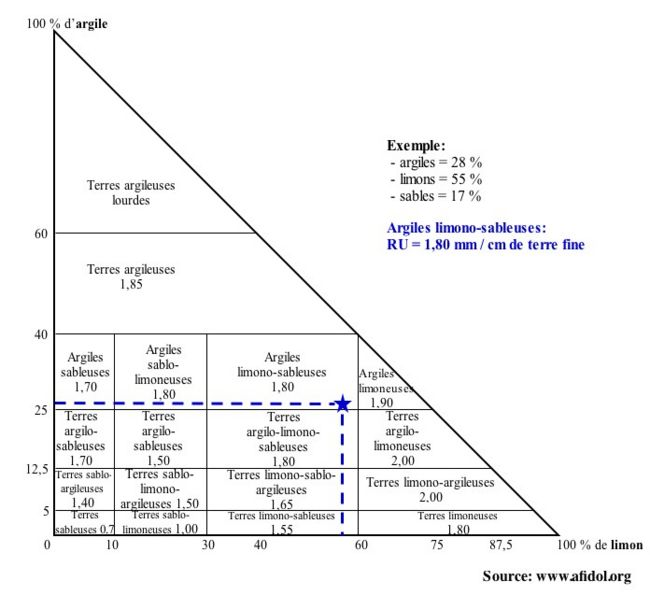 100 % d'argile
Exemple:
- argiles = 28 %
- limons = 55 %
- sables = 17 %
Argiles limono-sableuses:
RU = 1,80 mm / cm de terre fine
Terres argileuses
lourdes
60
Terres argileuses
1,85
40
Argiles
sableuses
1,70
Argiles
sablo-
limoneuses
1,80
Argiles
limono-sableuses
1,80
Argiles
limoneuses
1,90
25
Terres
argilo-
sableuses
1,70
Terres
argilo-
sableuses
1,50
Terres
argilo-limono-
sableuses
1,80
Terres
argilo-
limoneuses
2,00
12,5
Terres sablo-
argileuses
1,40
Terres sablo-
limono-
argileuses 1,50
Terres limono-sablo-
argileuses
1,65
Terres limono-argileuses
2,00
5
Terres
sableuses 0.7
Terres sablo-
limoneuses 1,00
Terres limono-sableuses
1,55
Terres limoneuses
1,80
0 10 30 40 60 75 87,5 100 % de limon
Source: www.afidol.org